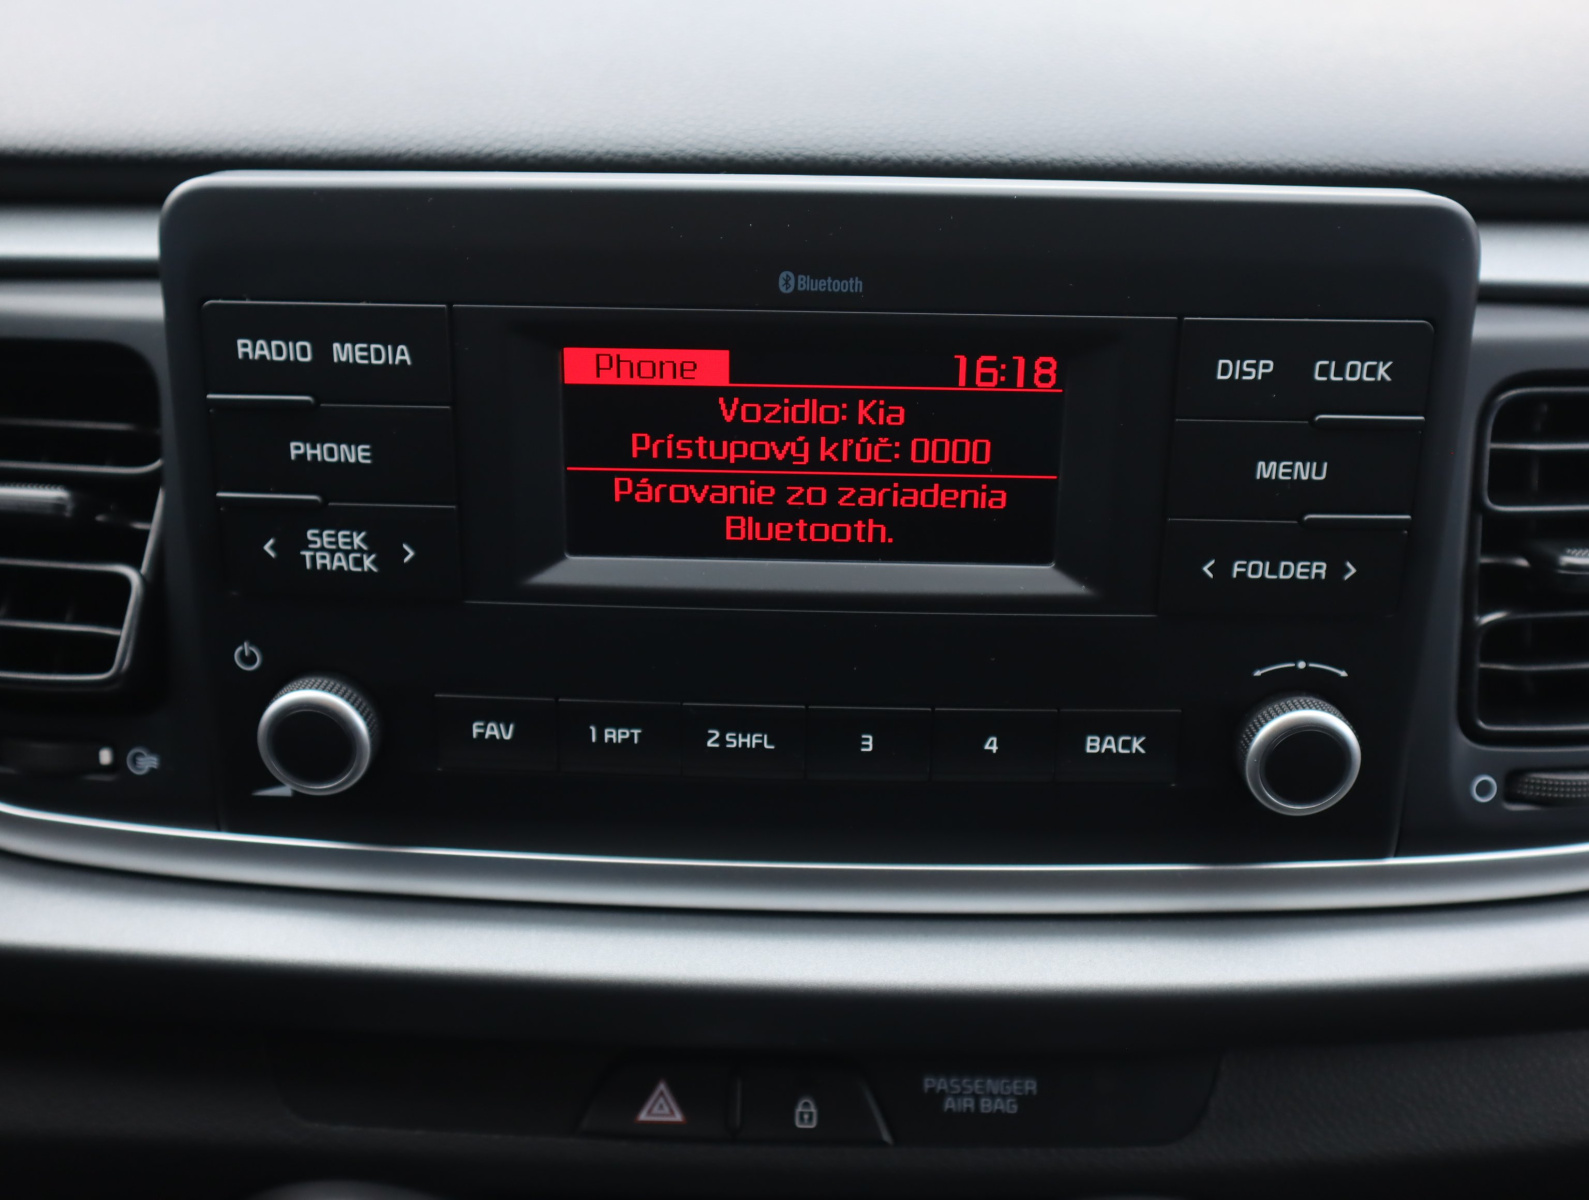 Bluetooth
RADIO MEDIA
PHONE
< SEEK TRACK >
Phone 16:18
Vozidlo: Kia
Prístupový kľúč: 0000
Párovanie zo zariadenia
Bluetooth.
DISP CLOCK
MENU
< FOLDER >
FAV 1 RPT 2 SHFL 3 4 BACK
PASSENGER
AIR BAG